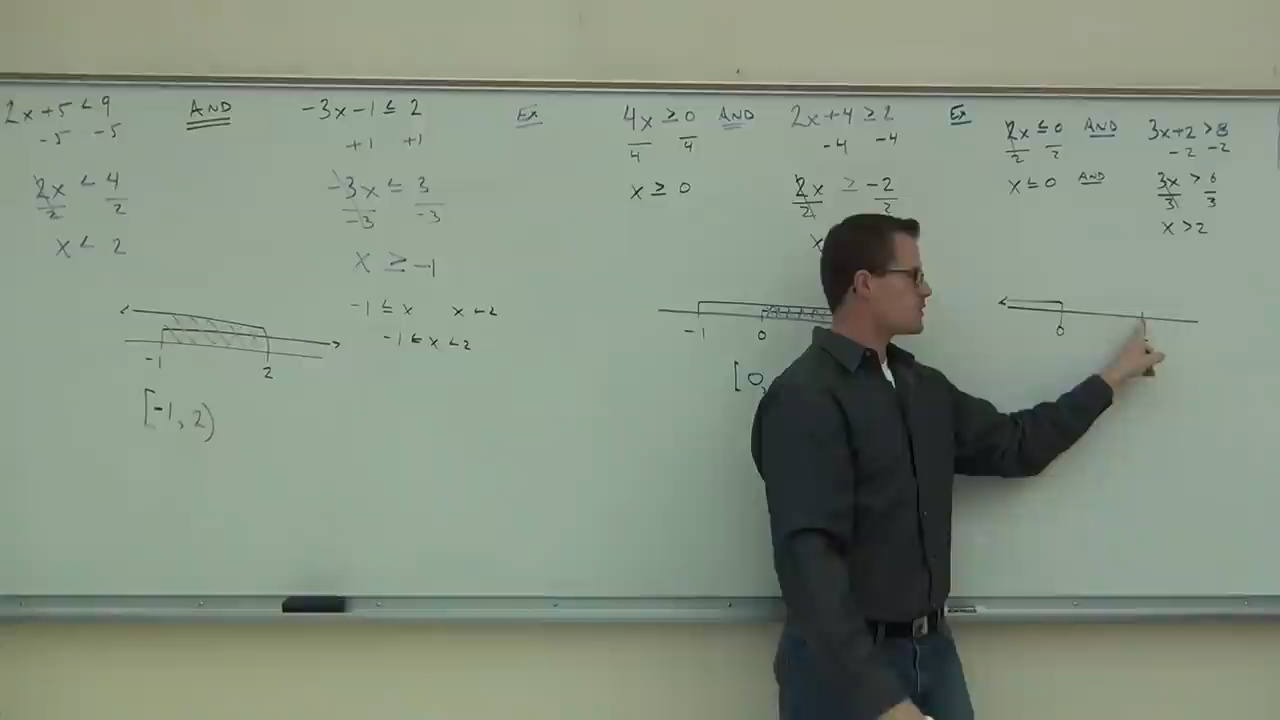 2x+5<9 AND -3x-1≤2
-5 -5 +1 +1
2x < 4 -3x ≤ 3
2 2 -3 -3
x < 2 x ≥ -1
-1 ≤ x x < 2
-1 ≤ x < 2
-1 2
[-1, 2)
Ex 4x ≥ 0 AND 2x+4 ≥ 2
4 4 -4 -4
x ≥ 0 2x ≥ -2
2 2
x
-1 0
[0,
Ex 2x ≤ 0 AND 3x+2 > 8
2 2 -2 -2
x ≤ 0 AND 3x > 6
3 3
x > 2
0